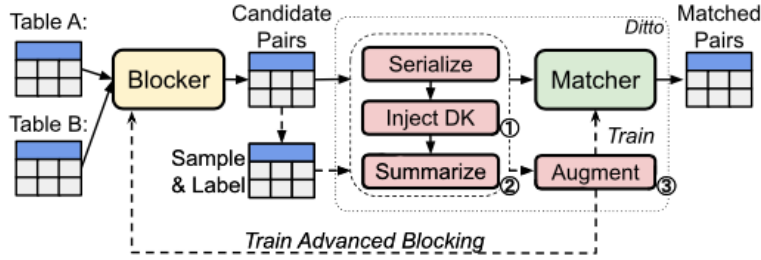 Table A:
Candidate
Pairs
Ditto
Matched
Pairs
Blocker
Serialize
Matcher
Inject DK
①
Table B:
Sample
& Label
Summarize
②
Train
Augment
③
Train Advanced Blocking